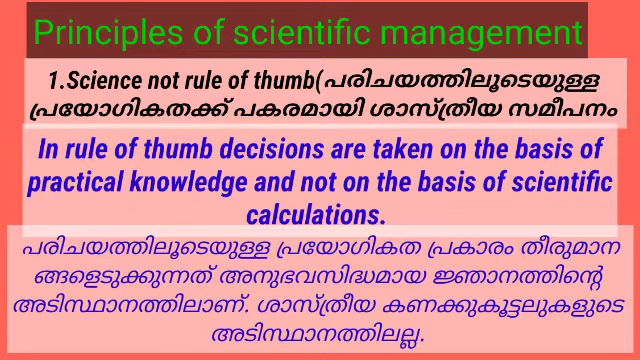 Principles of scientific management
1.Science not rule of thumb(പരിചയത്തിലൂടെയുള്ള
പ്രയോഗികതക്ക് പകരമായി ശാസ്ത്രീയ സമീപനം
In rule of thumb decisions are taken on the basis of
practical knowledge and not on the basis of scientific
calculations.
പരിചയത്തിലൂടെയുള്ള പ്രയോഗികത പ്രകാരം തീരുമാന
ങ്ങളെടുക്കുന്നത് അനുഭവസിദ്ധമായ ജ്ഞാനത്തിന്റെ
അടിസ്ഥാനത്തിലാണ്. ശാസ്ത്രീയ കണക്കുകൂട്ടലുകളുടെ
അടിസ്ഥാനത്തിലല്ല.